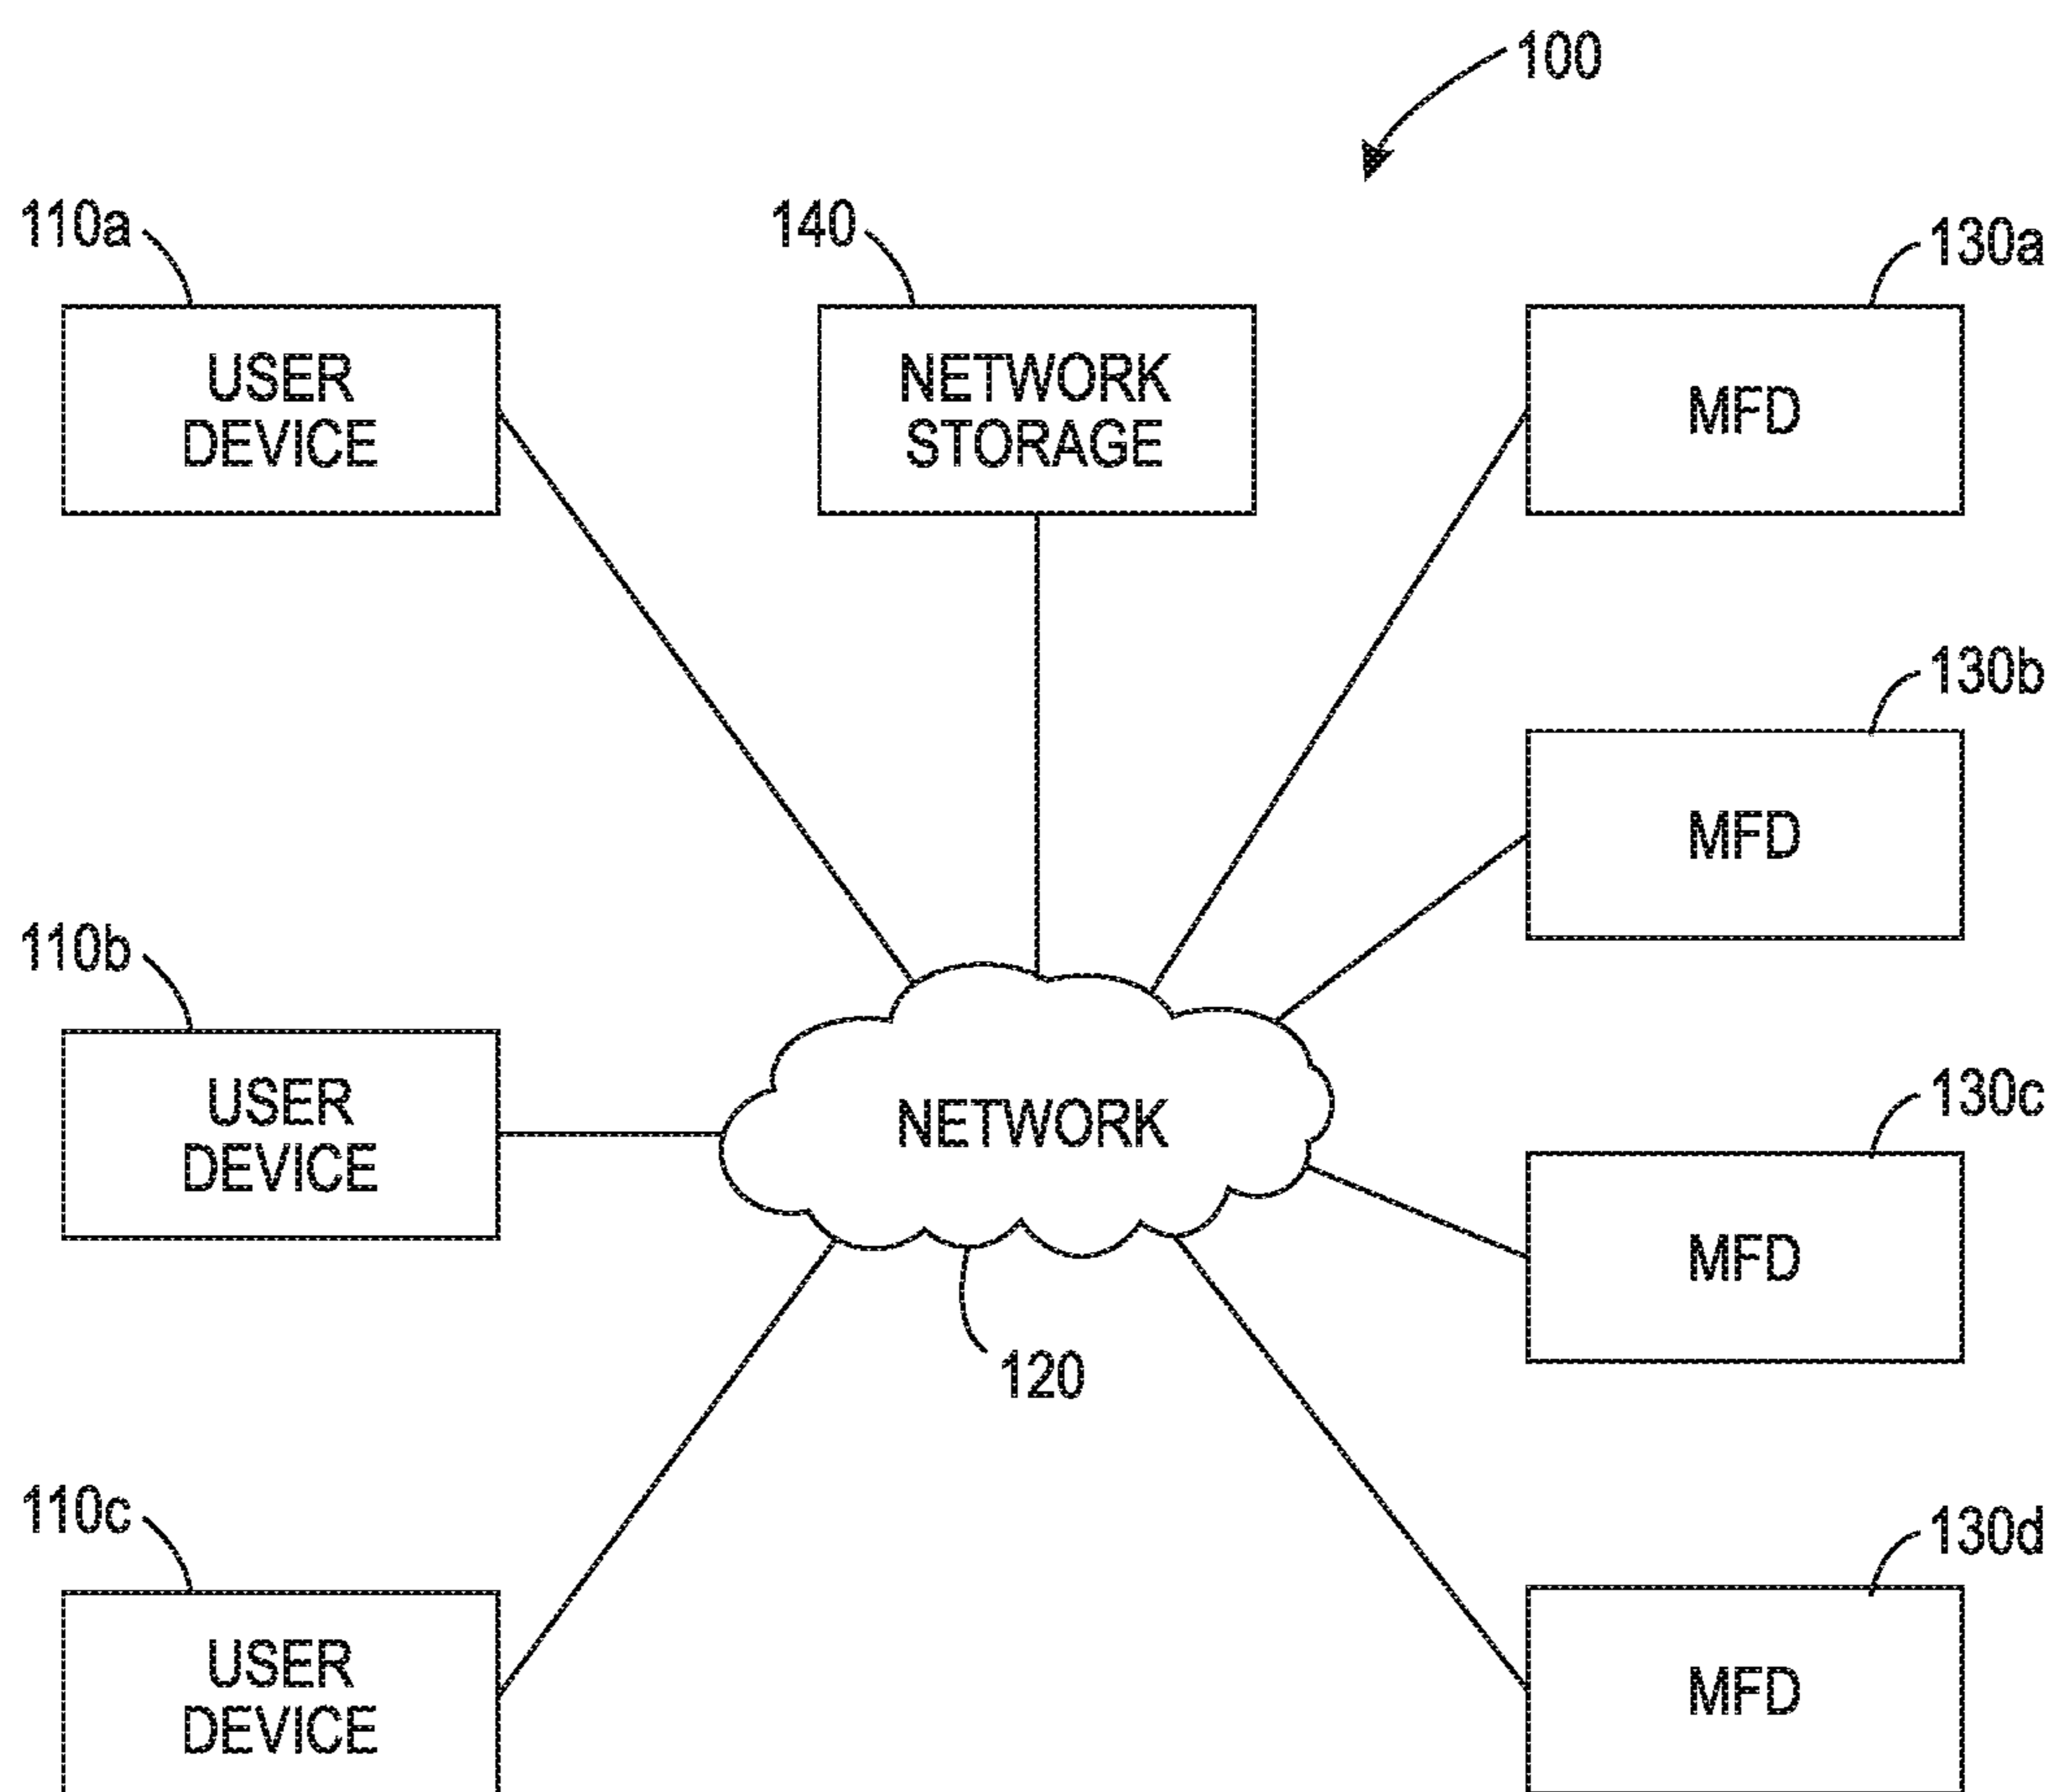 100
110a
140
130a
USER
DEVICE
NETWORK
STORAGE
MFD
130b
MFD
110b
USER
DEVICE
NETWORK
130c
MFD
120
110c
USER
DEVICE
130d
MFD